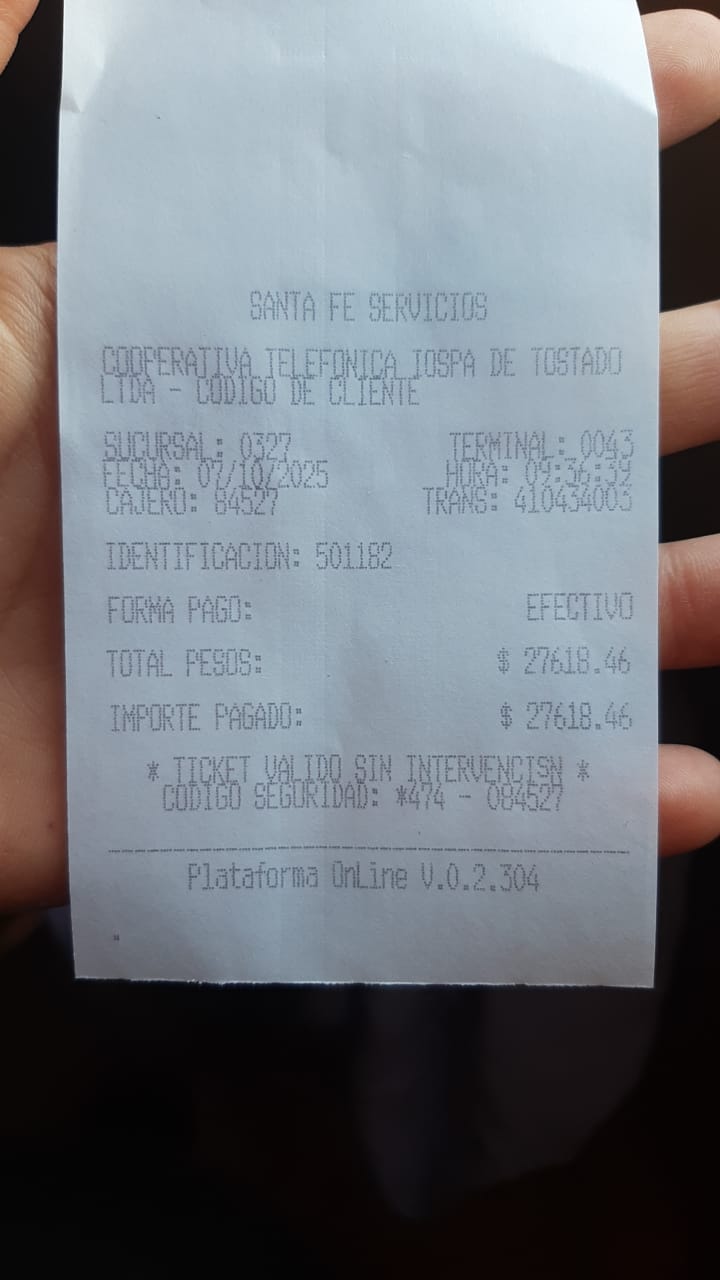 SANTA FE SERVICIOS
COOPERATIVA TELEFONICA TOSPA DE TOSTADO
LTDA - CODIGO DE CLIENTE
SUCURSAL: 0327 TERMINAL: 0043
FECHA: 07/10/2025 HORA: 09:36:39
CAJERO: 84527 TRANS: 410434003
IDENTIFICACION: 501182
FORMA PAGO: EFECTIVO
TOTAL PESOS: $ 27618.46
IMPORTE PAGADO: $ 27618.46
* TICKET VALIDO SIN INTERVENCISN *
CODIGO SEGURIDAD: *474 - 084527
Plataforma OnLine V.0.2.304